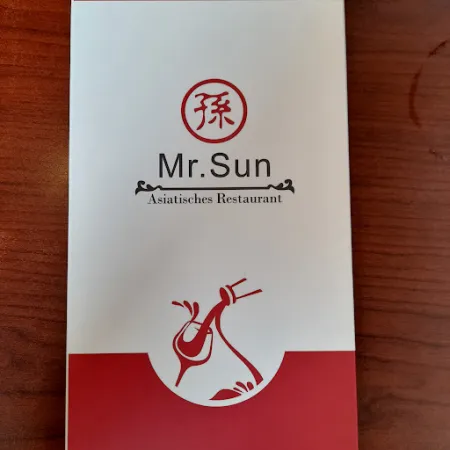 孫
Mr.Sun
Asiatisches Restaurant